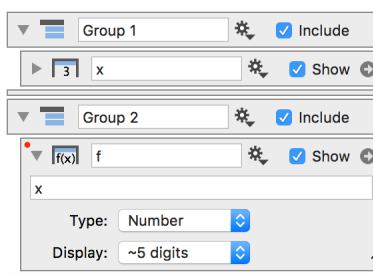 Group 1 Include
3 x Show
Group 2 Include
f(x) f Show
x
Type: Number
Display: ~5 digits